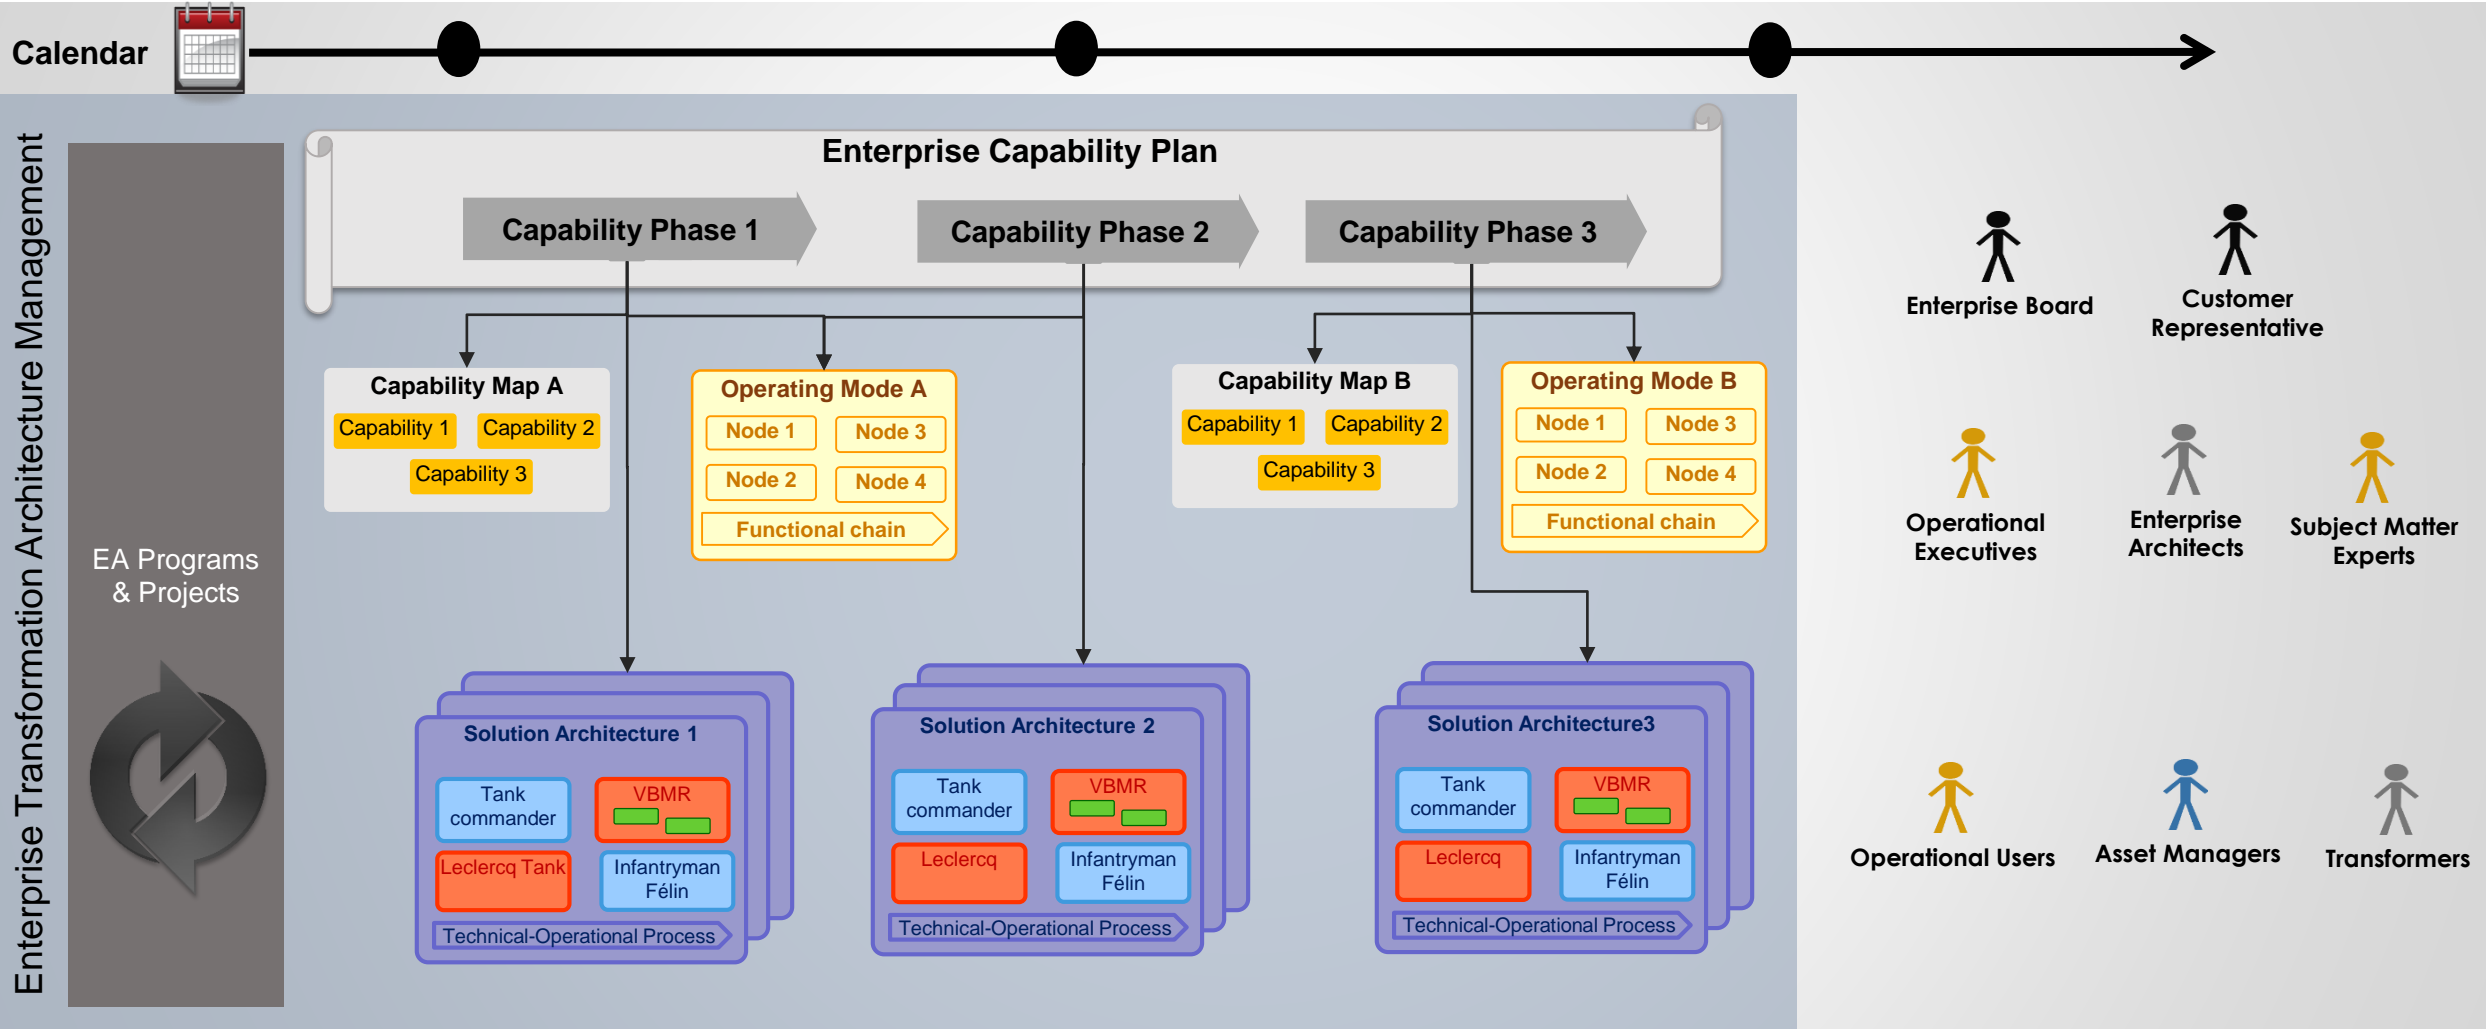 Calendar
Enterprise Transformation Architecture Management
EA Programs
& Projects
Enterprise Capability Plan
Capability Phase 1
Capability Phase 2
Capability Phase 3
Capability Map A
Capability 1
Capability 2
Capability 3
Operating Mode A
Node 1
Node 3
Node 2
Node 4
Functional chain
Capability Map B
Capability 1
Capability 2
Capability 3
Operating Mode B
Node 1
Node 3
Node 2
Node 4
Functional chain
Solution Architecture 1
Tank
commander
VBMR
Leclercq Tank
Infantryman
Félin
Technical-Operational Process
Solution Architecture 2
Tank
commander
VBMR
Leclercq
Infantryman
Félin
Technical-Operational Process
Solution Architecture3
Tank
commander
VBMR
Leclercq
Infantryman
Félin
Technical-Operational Process
Enterprise Board
Customer
Representative
Operational
Executives
Enterprise
Architects
Subject Matter
Experts
Operational Users
Asset Managers
Transformers